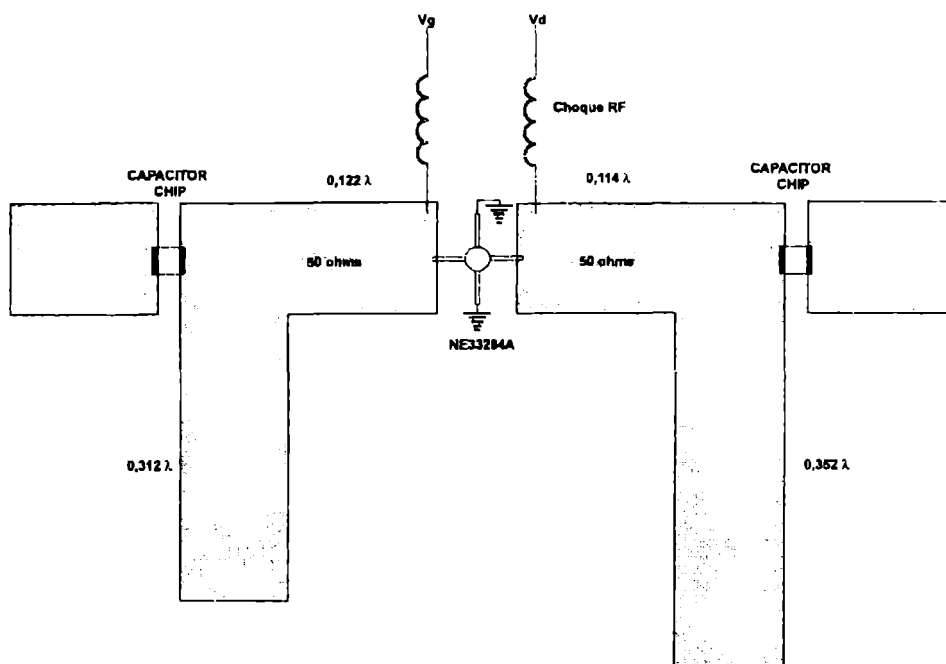 Vg
Vd
Choque RF
CAPACITOR
CHIP
0,122 λ
0,114 λ
CAPACITOR
CHIP
50 ohms
50 ohms
NE33284A
0,312 λ
0,352 λ